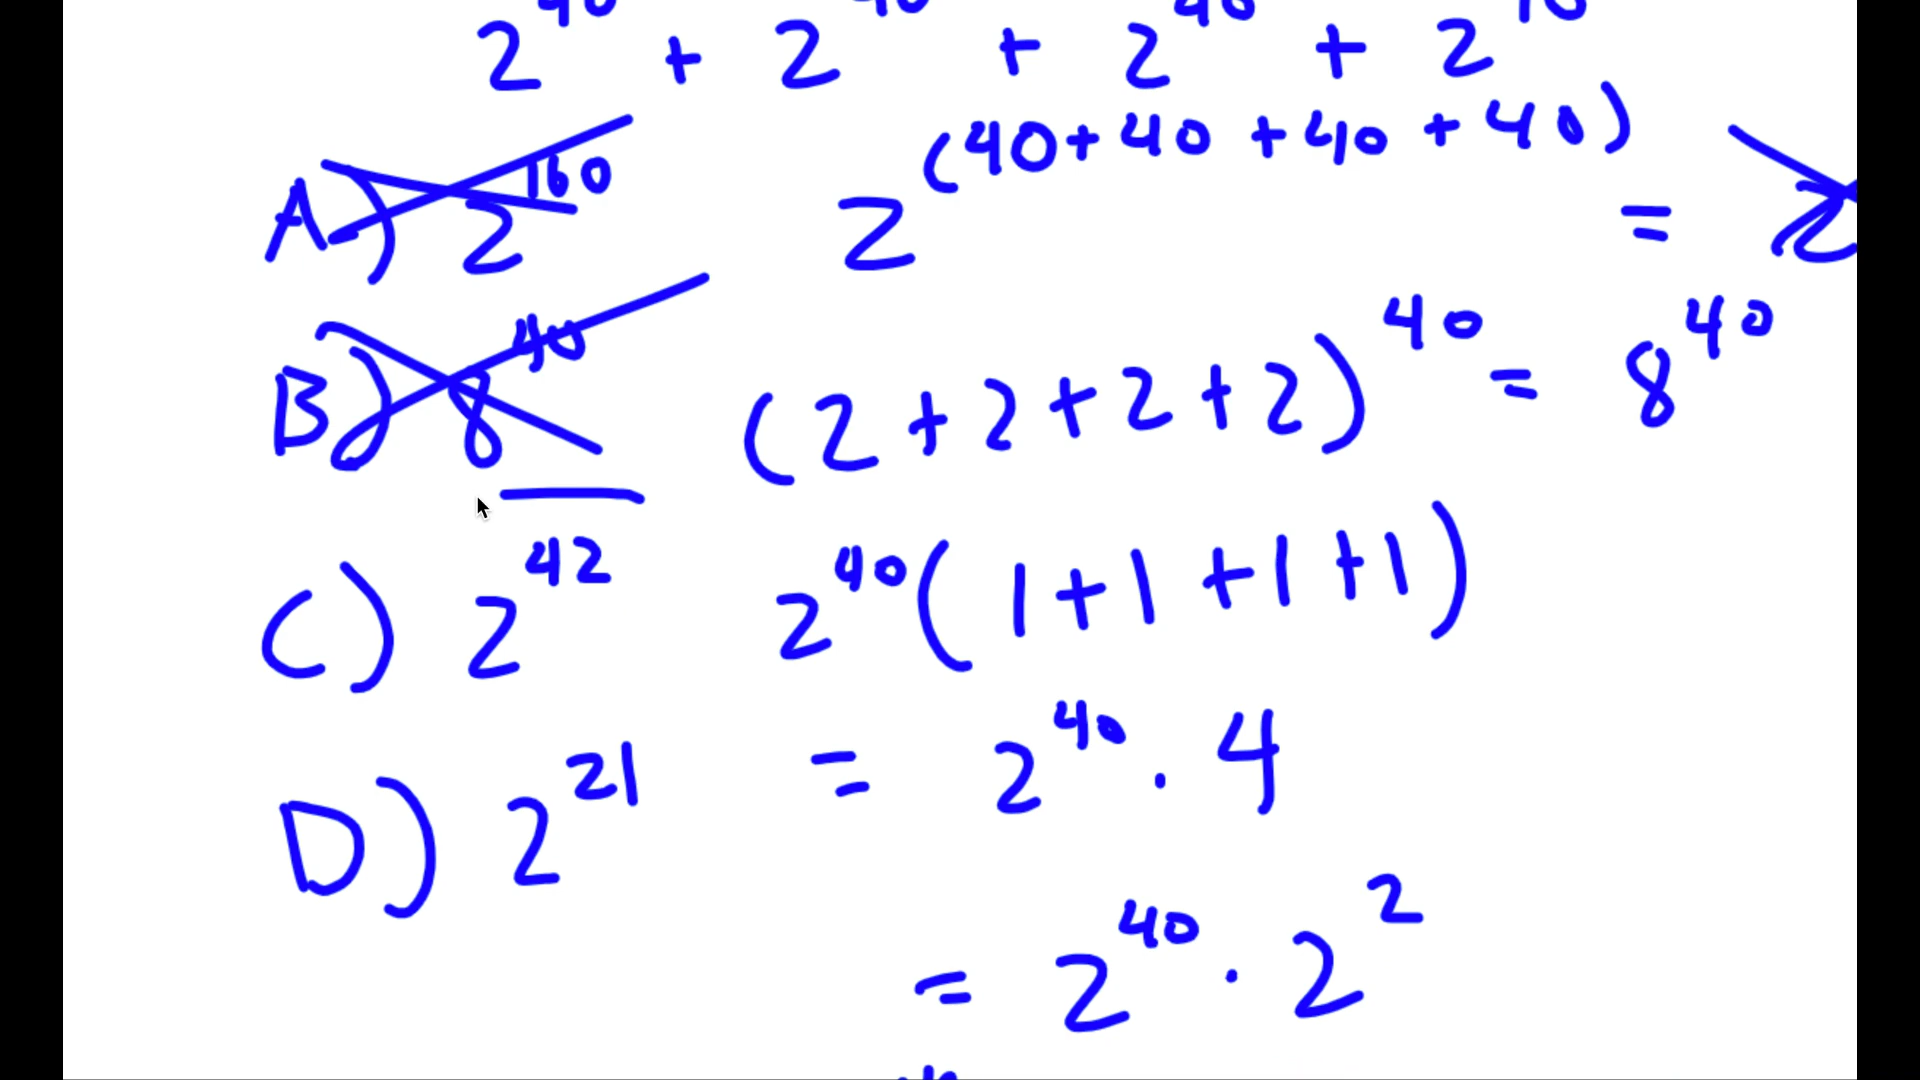 2^40 + 2^40 + 2^40 + 2^40
A) 2^160 2^(40+40+40+40) = 2
B) 8^40 (2+2+2+2)^40 = 8^40
C) 2^42 2^40(1+1+1+1)
= 2^40 · 4
D) 2^21
= 2^40 · 2^2